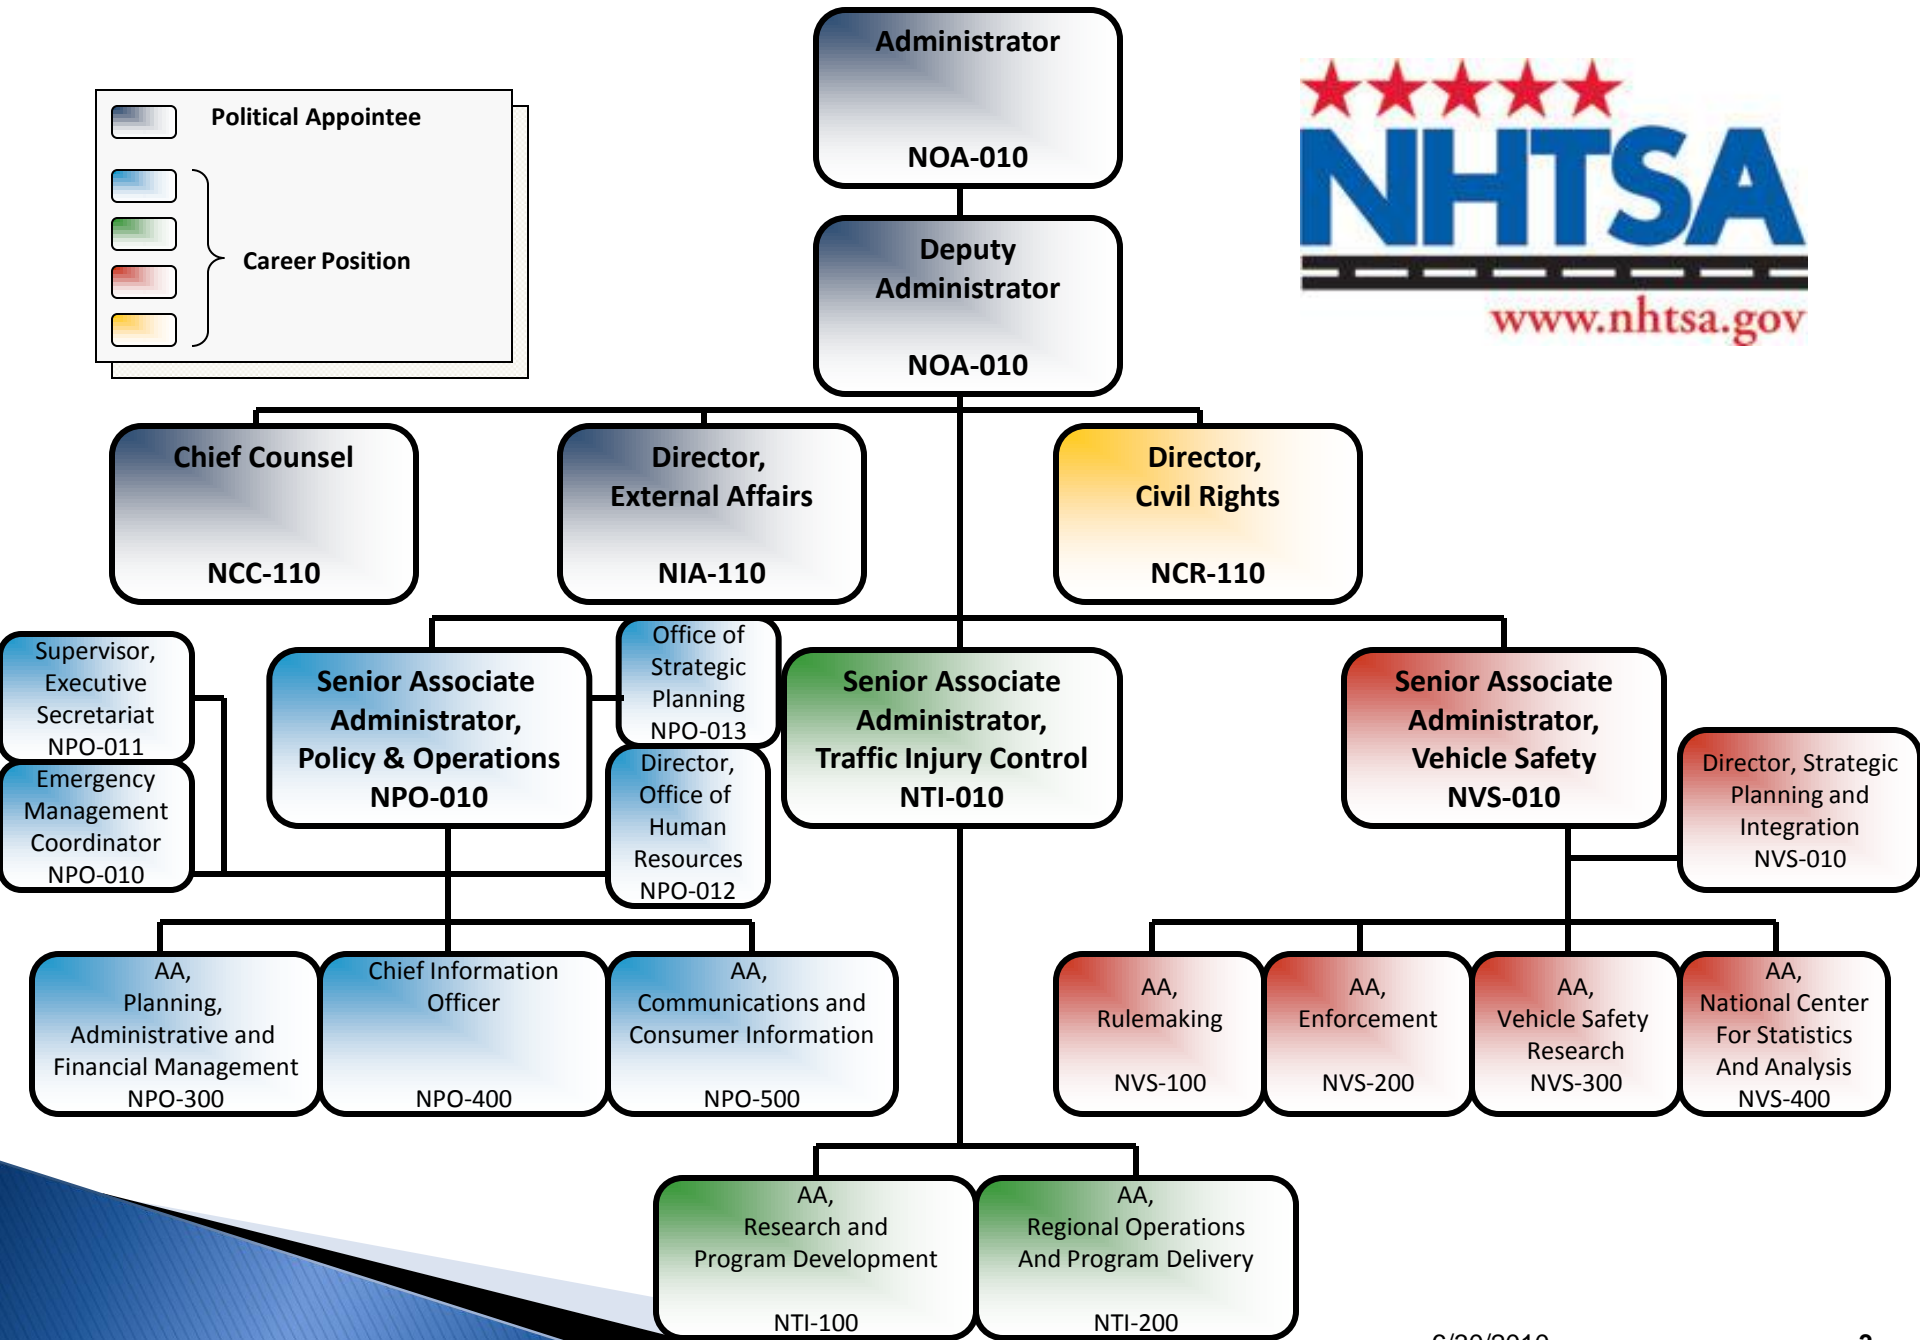 Administrator
NOA-010
Political Appointee
Career Position
NHTSA
www.nhtsa.gov
Deputy
Administrator
NOA-010
Chief Counsel
NCC-110
Director,
External Affairs
NIA-110
Director,
Civil Rights
NCR-110
Supervisor,
Executive
Secretariat
NPO-011
Emergency
Management
Coordinator
NPO-010
Senior Associate
Administrator,
Policy & Operations
NPO-010
Office of
Strategic
Planning
NPO-013
Director,
Office of
Human
Resources
NPO-012
Senior Associate
Administrator,
Traffic Injury Control
NTI-010
Senior Associate
Administrator,
Vehicle Safety
NVS-010
Director, Strategic
Planning and
Integration
NVS-010
AA,
Planning,
Administrative and
Financial Management
NPO-300
Chief Information
Officer
NPO-400
AA,
Communications and
Consumer Information
NPO-500
AA,
Rulemaking
NVS-100
AA,
Enforcement
NVS-200
AA,
Vehicle Safety
Research
NVS-300
AA,
National Center
For Statistics
And Analysis
NVS-400
AA,
Research and
Program Development
NTI-100
AA,
Regional Operations
And Program Delivery
NTI-200